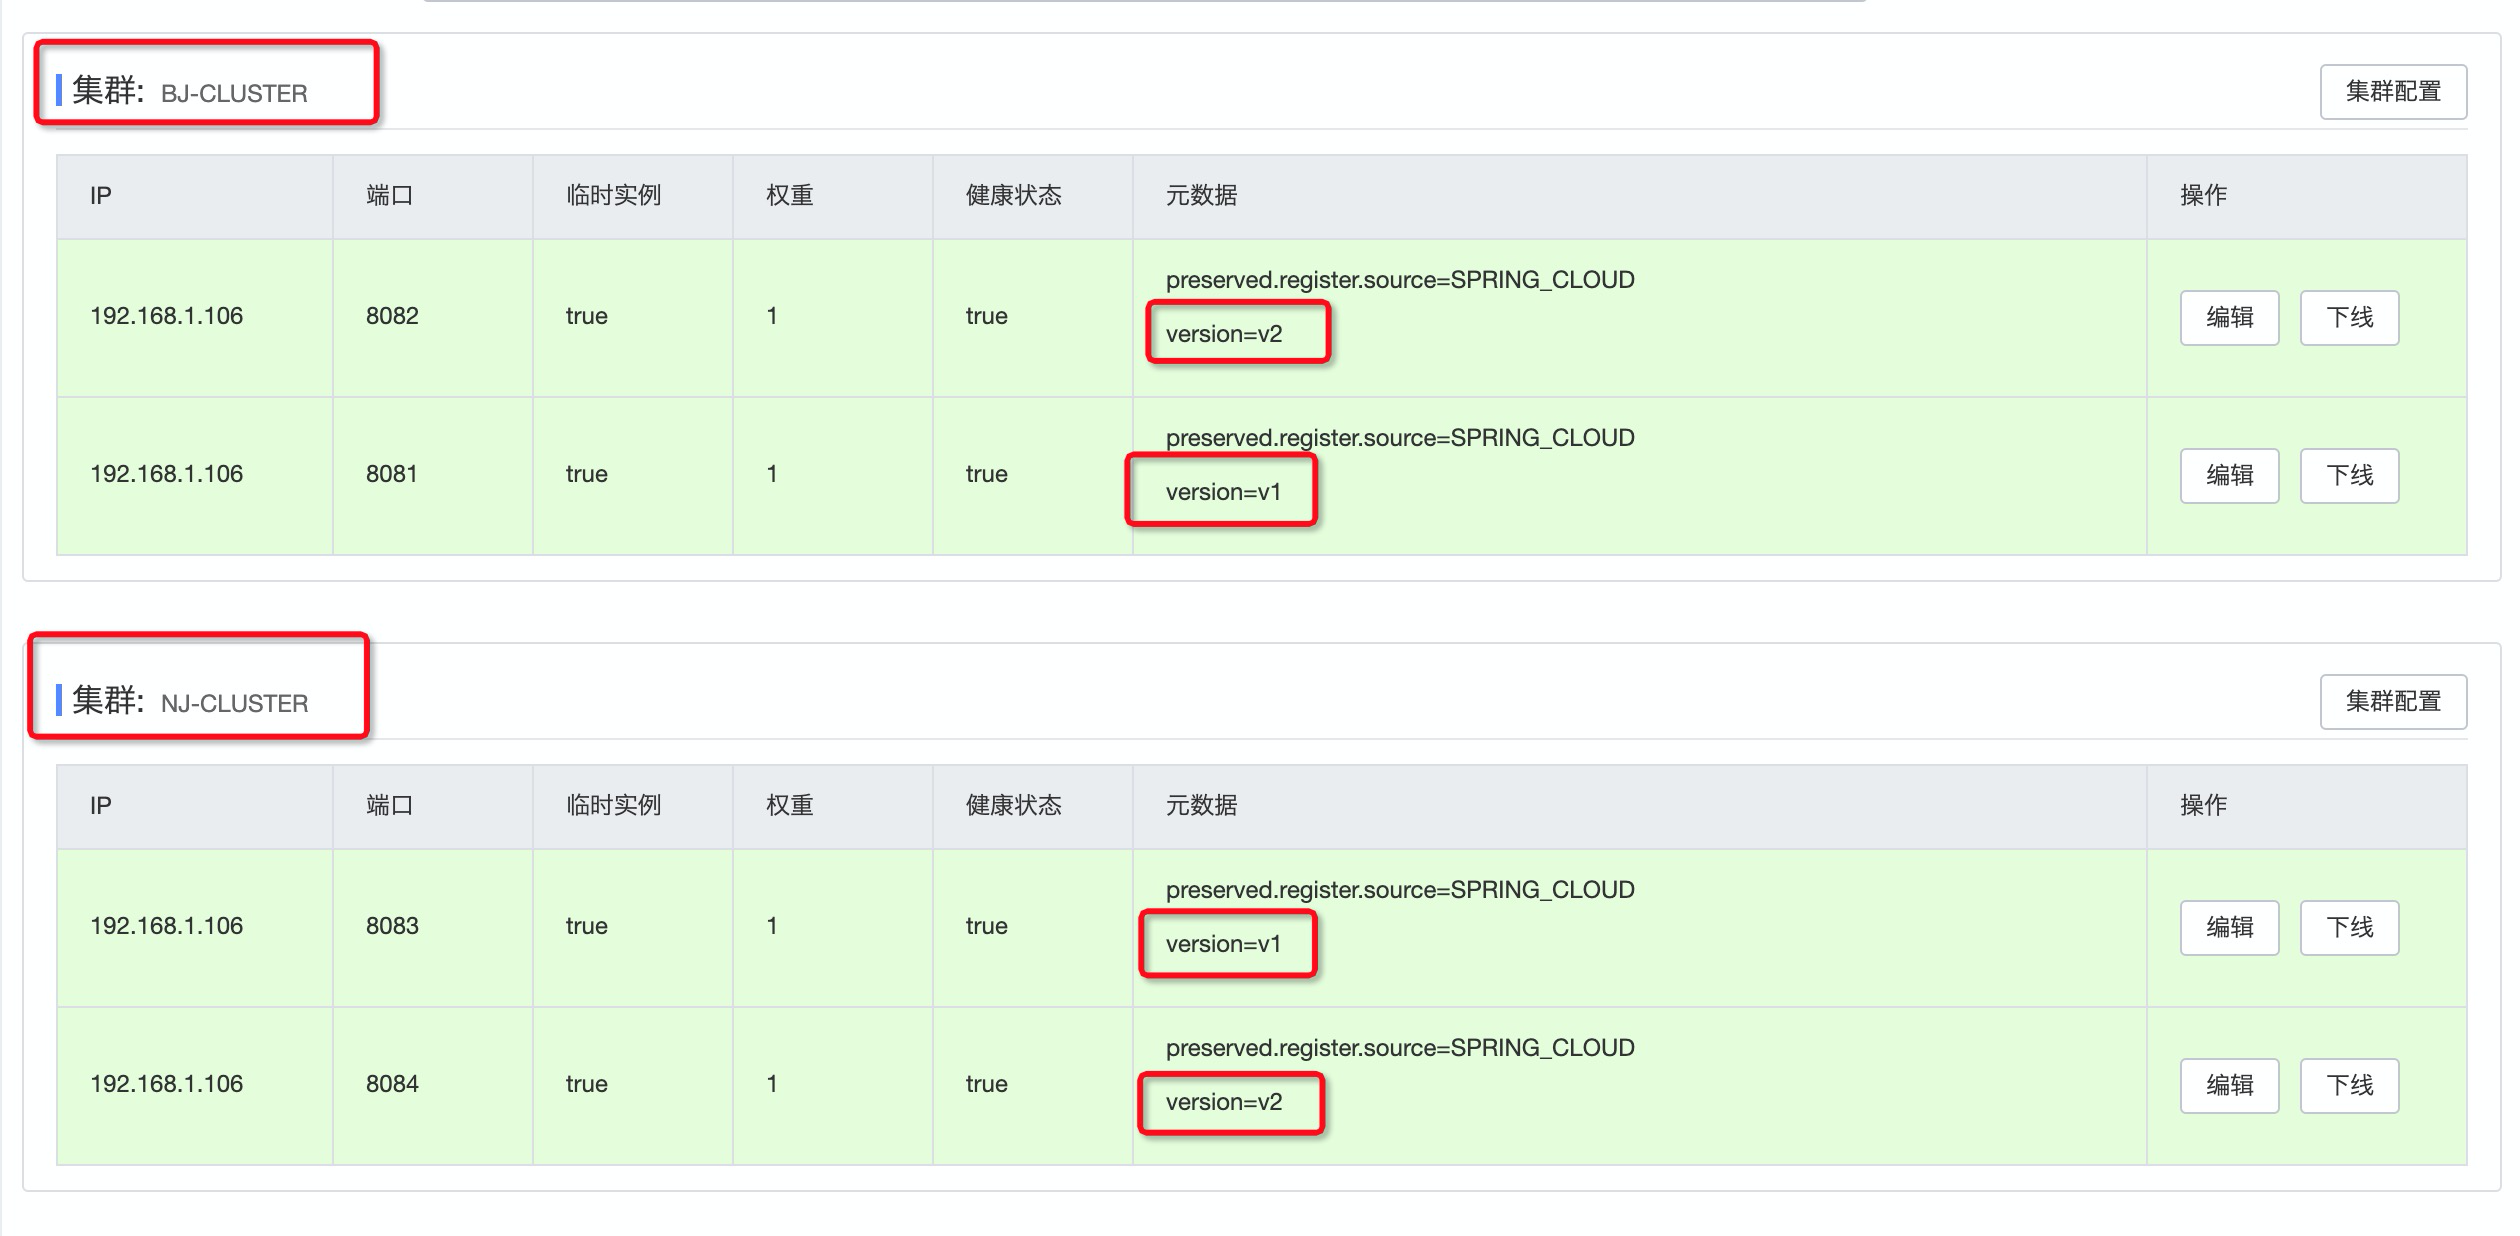 集群: BJ-CLUSTER 集群配置
IP 端口 临时实例 权重 健康状态 元数据 操作
preserved.register.source=SPRING_CLOUD
192.168.1.106 8082 true 1 true 编辑 下线
version=v2
preserved.register.source=SPRING_CLOUD
192.168.1.106 8081 true 1 true 编辑 下线
version=v1
集群: NJ-CLUSTER 集群配置
IP 端口 临时实例 权重 健康状态 元数据 操作
preserved.register.source=SPRING_CLOUD
192.168.1.106 8083 true 1 true 编辑 下线
version=v1
preserved.register.source=SPRING_CLOUD
192.168.1.106 8084 true 1 true 编辑 下线
version=v2